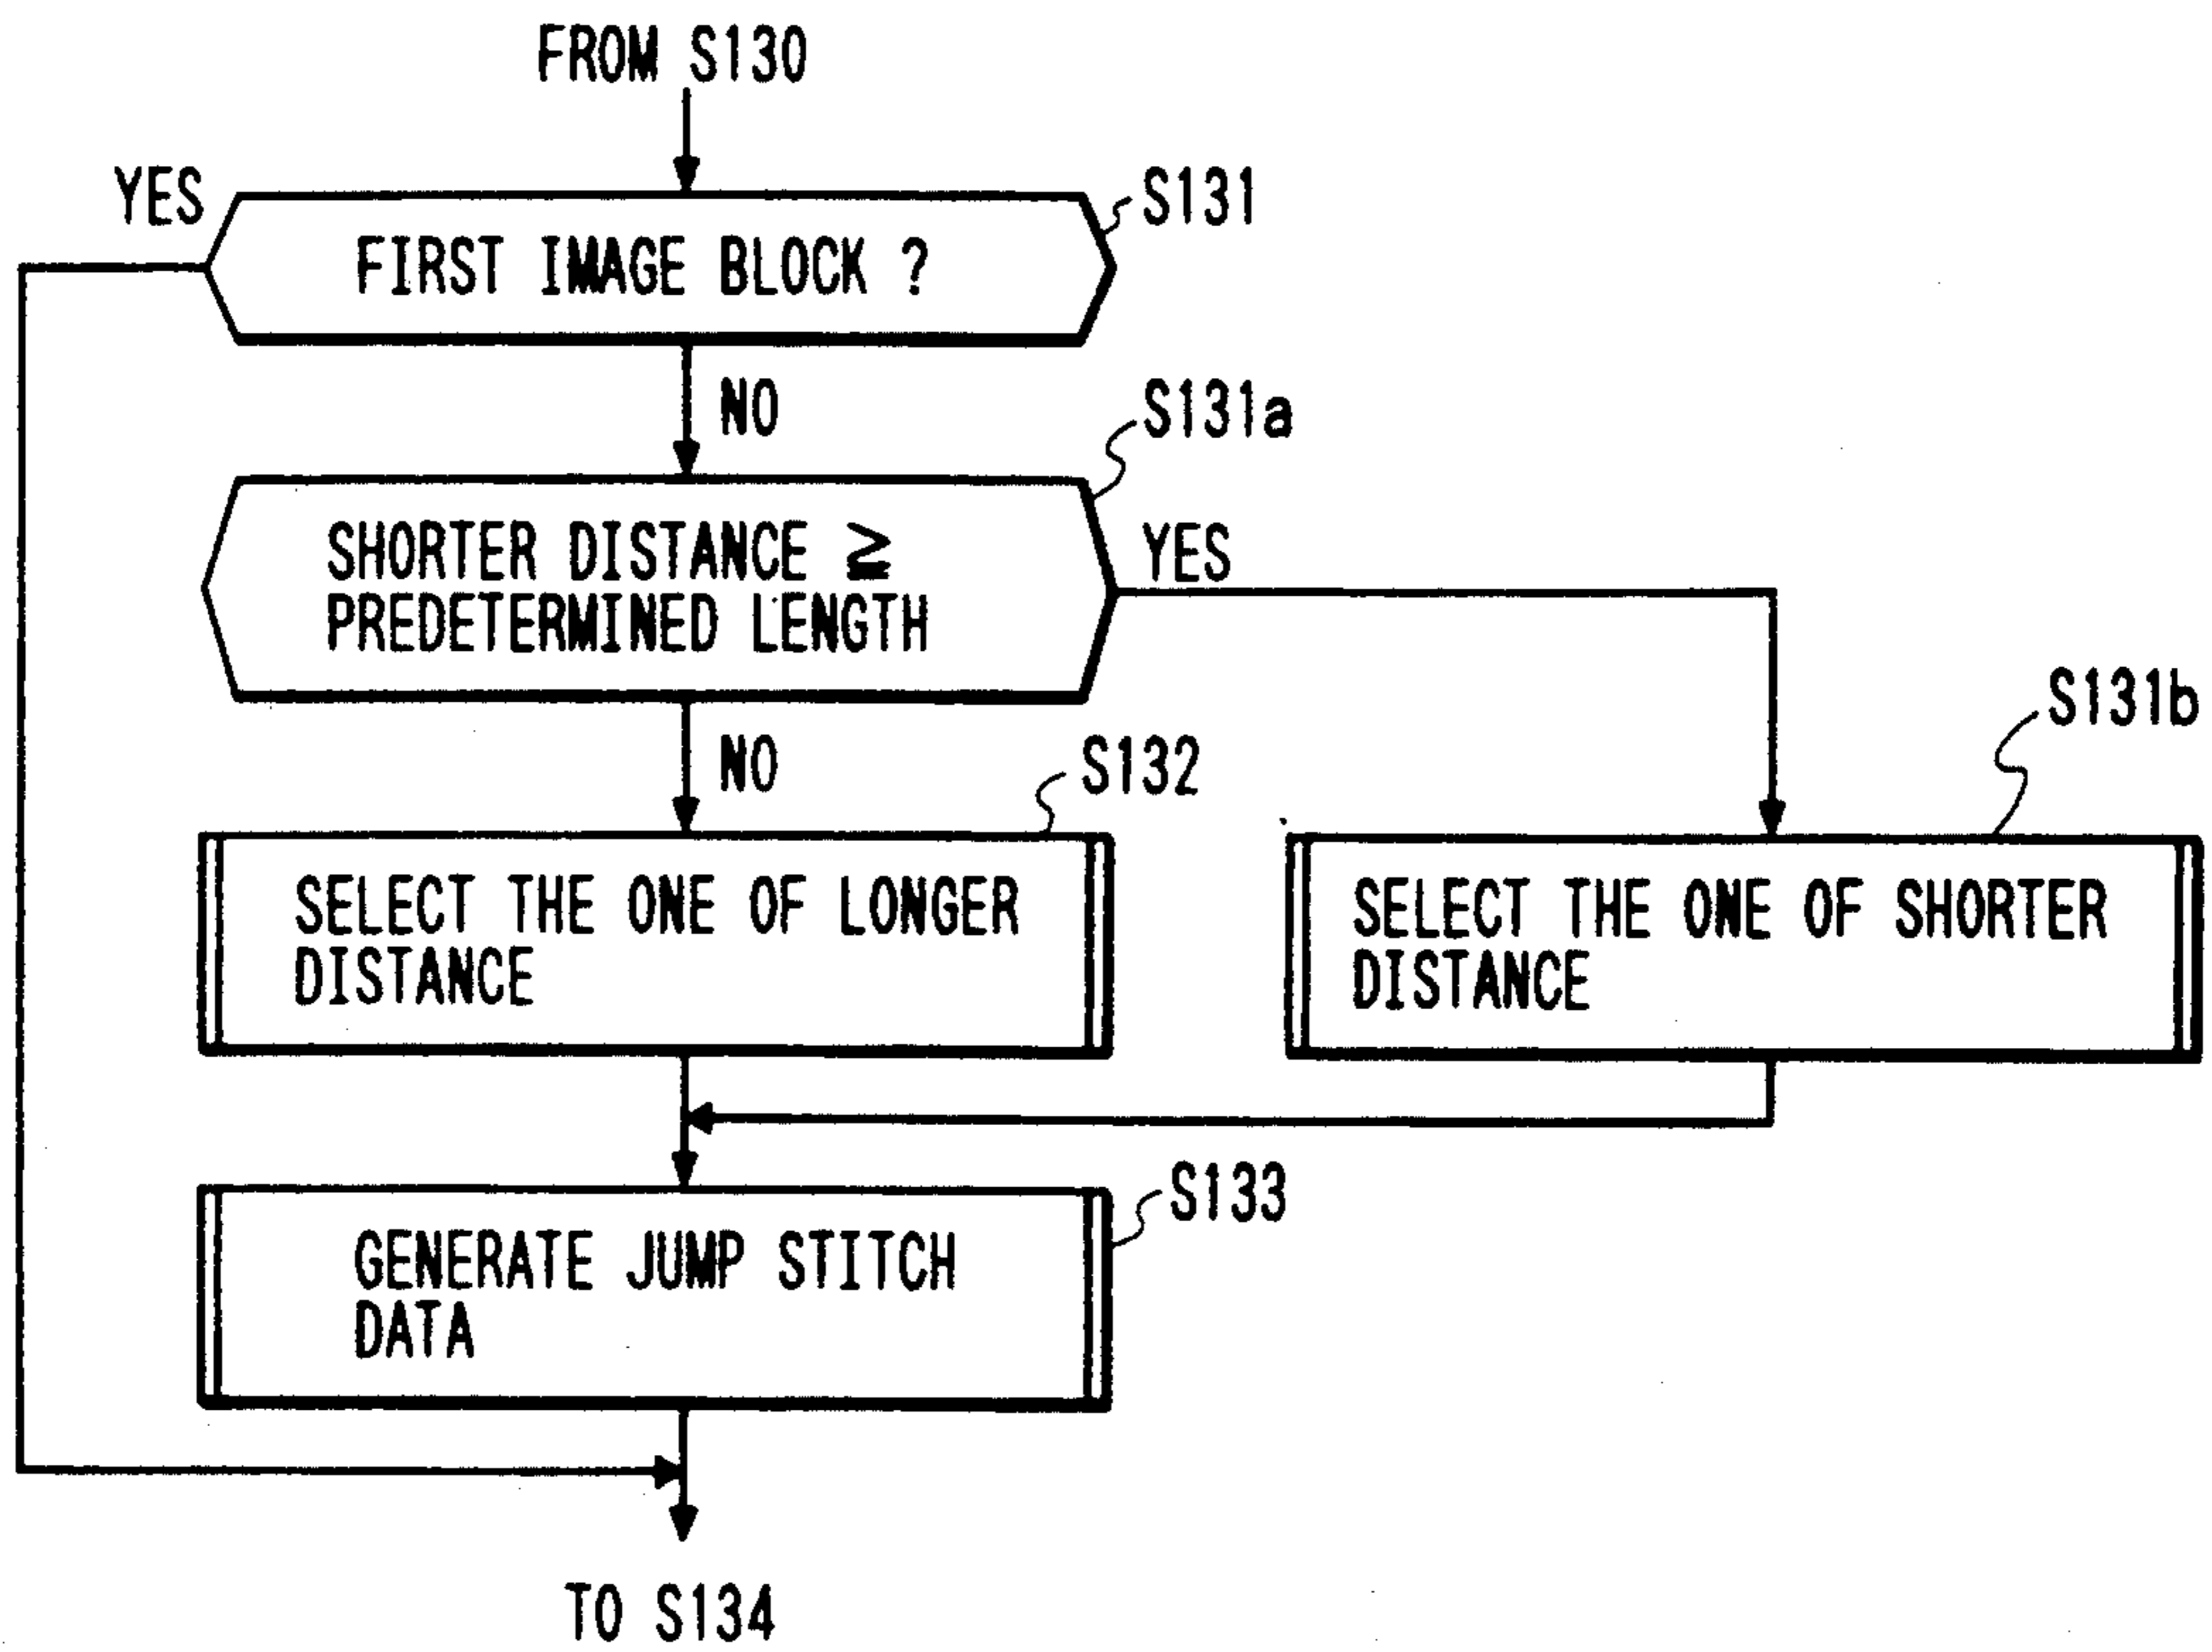 FROM S130
YES
S131
FIRST IMAGE BLOCK ?
NO
S131a
SHORTER DISTANCE ≧
PREDETERMINED LENGTH
YES
S131b
NO
S132
SELECT THE ONE OF LONGER
DISTANCE
SELECT THE ONE OF SHORTER
DISTANCE
S133
GENERATE JUMP STITCH
DATA
TO S134